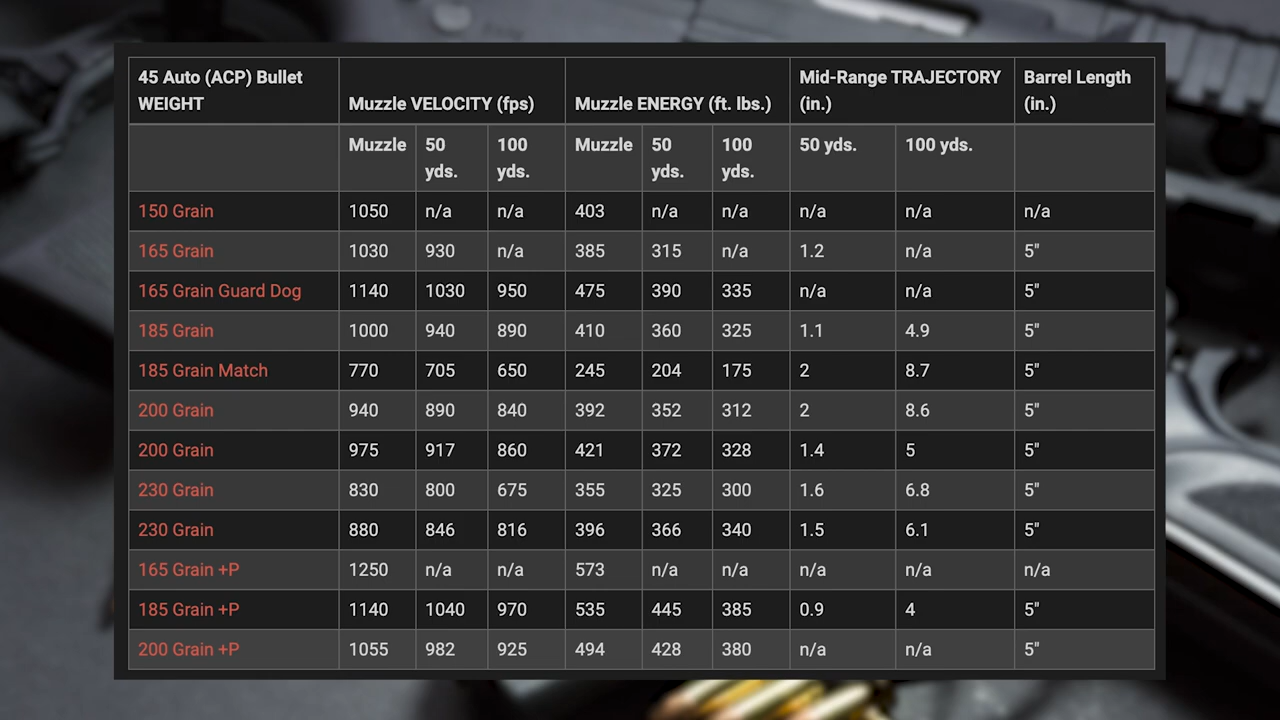 45 Auto (ACP) Bullet WEIGHT Muzzle VELOCITY (fps) Muzzle ENERGY (ft. lbs.) Mid-Range TRAJECTORY (in.) Barrel Length (in.)
Muzzle 50 yds. 100 yds. Muzzle 50 yds. 100 yds. 50 yds. 100 yds.
150 Grain 1050 n/a n/a 403 n/a n/a n/a n/a n/a
165 Grain 1030 930 n/a 385 315 n/a 1.2 n/a 5"
165 Grain Guard Dog 1140 1030 950 475 390 335 n/a n/a 5"
185 Grain 1000 940 890 410 360 325 1.1 4.9 5"
185 Grain Match 770 705 650 245 204 175 2 8.7 5"
200 Grain 940 890 840 392 352 312 2 8.6 5"
200 Grain 975 917 860 421 372 328 1.4 5 5"
230 Grain 830 800 675 355 325 300 1.6 6.8 5"
230 Grain 880 846 816 396 366 340 1.5 6.1 5"
165 Grain +P 1250 n/a n/a 573 n/a n/a n/a n/a n/a
185 Grain +P 1140 1040 970 535 445 385 0.9 4 5"
200 Grain +P 1055 982 925 494 428 380 n/a n/a 5"